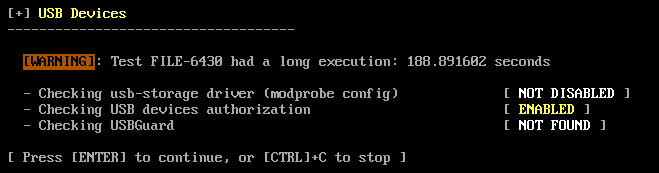 [+] USB Devices
------------------------------------
[WARNING]: Test FILE-6430 had a long execution: 188.891602 seconds
- Checking usb-storage driver (modprobe config) [ NOT DISABLED ]
- Checking USB devices authorization [ ENABLED ]
- Checking USBGuard [ NOT FOUND ]
[ Press [ENTER] to continue, or [CTRL]+C to stop ]